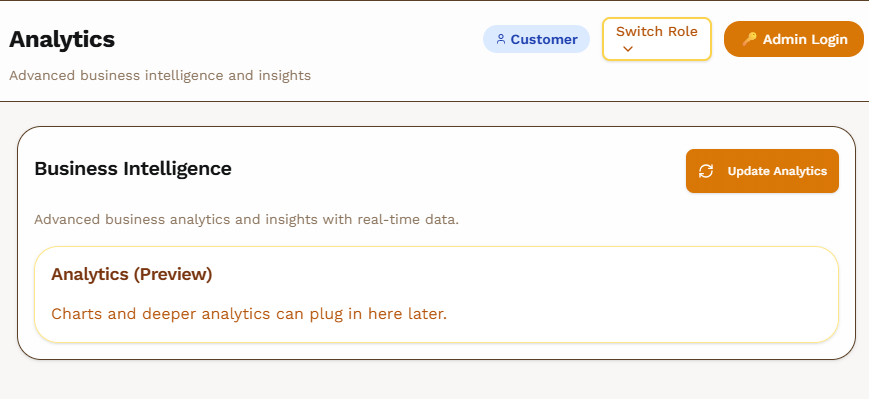 Analytics
Customer
Switch Role
Admin Login
Advanced business intelligence and insights
Business Intelligence
Update Analytics
Advanced business analytics and insights with real-time data.
Analytics (Preview)
Charts and deeper analytics can plug in here later.